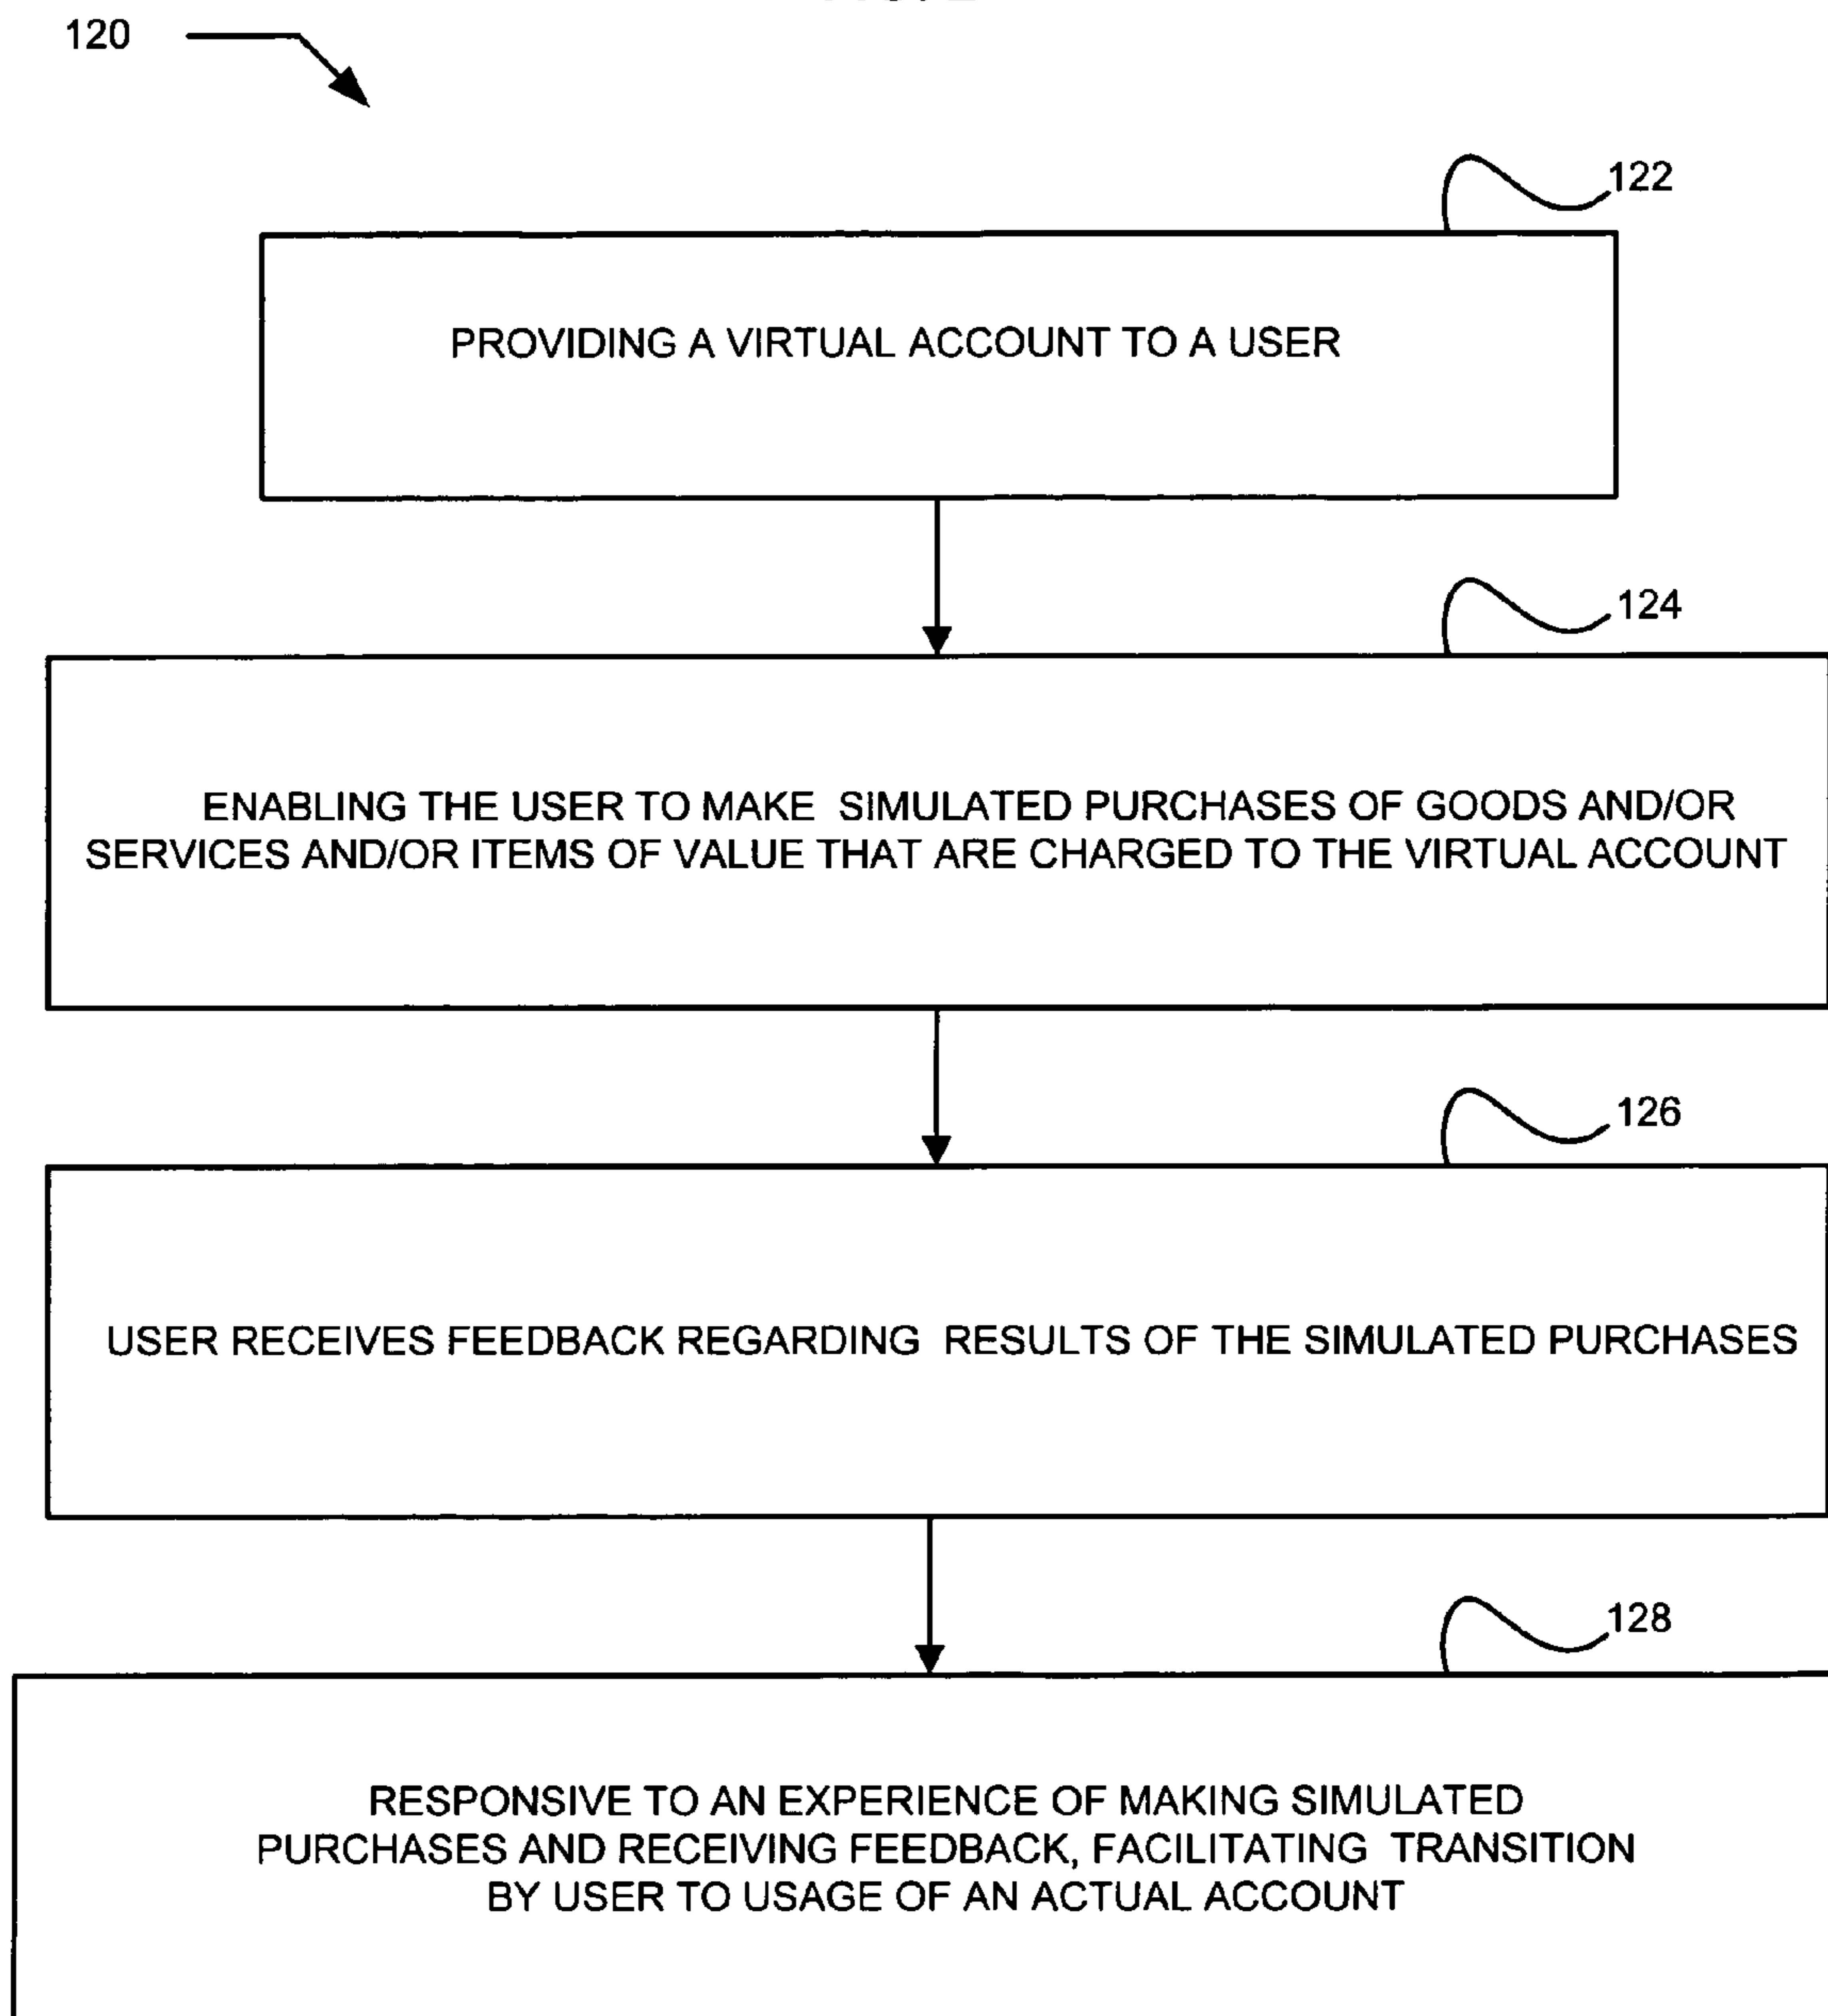 120
122
PROVIDING A VIRTUAL ACCOUNT TO A USER
124
ENABLING THE USER TO MAKE SIMULATED PURCHASES OF GOODS AND/OR
SERVICES AND/OR ITEMS OF VALUE THAT ARE CHARGED TO THE VIRTUAL ACCOUNT
126
USER RECEIVES FEEDBACK REGARDING RESULTS OF THE SIMULATED PURCHASES
128
RESPONSIVE TO AN EXPERIENCE OF MAKING SIMULATED
PURCHASES AND RECEIVING FEEDBACK, FACILITATING TRANSITION
BY USER TO USAGE OF AN ACTUAL ACCOUNT